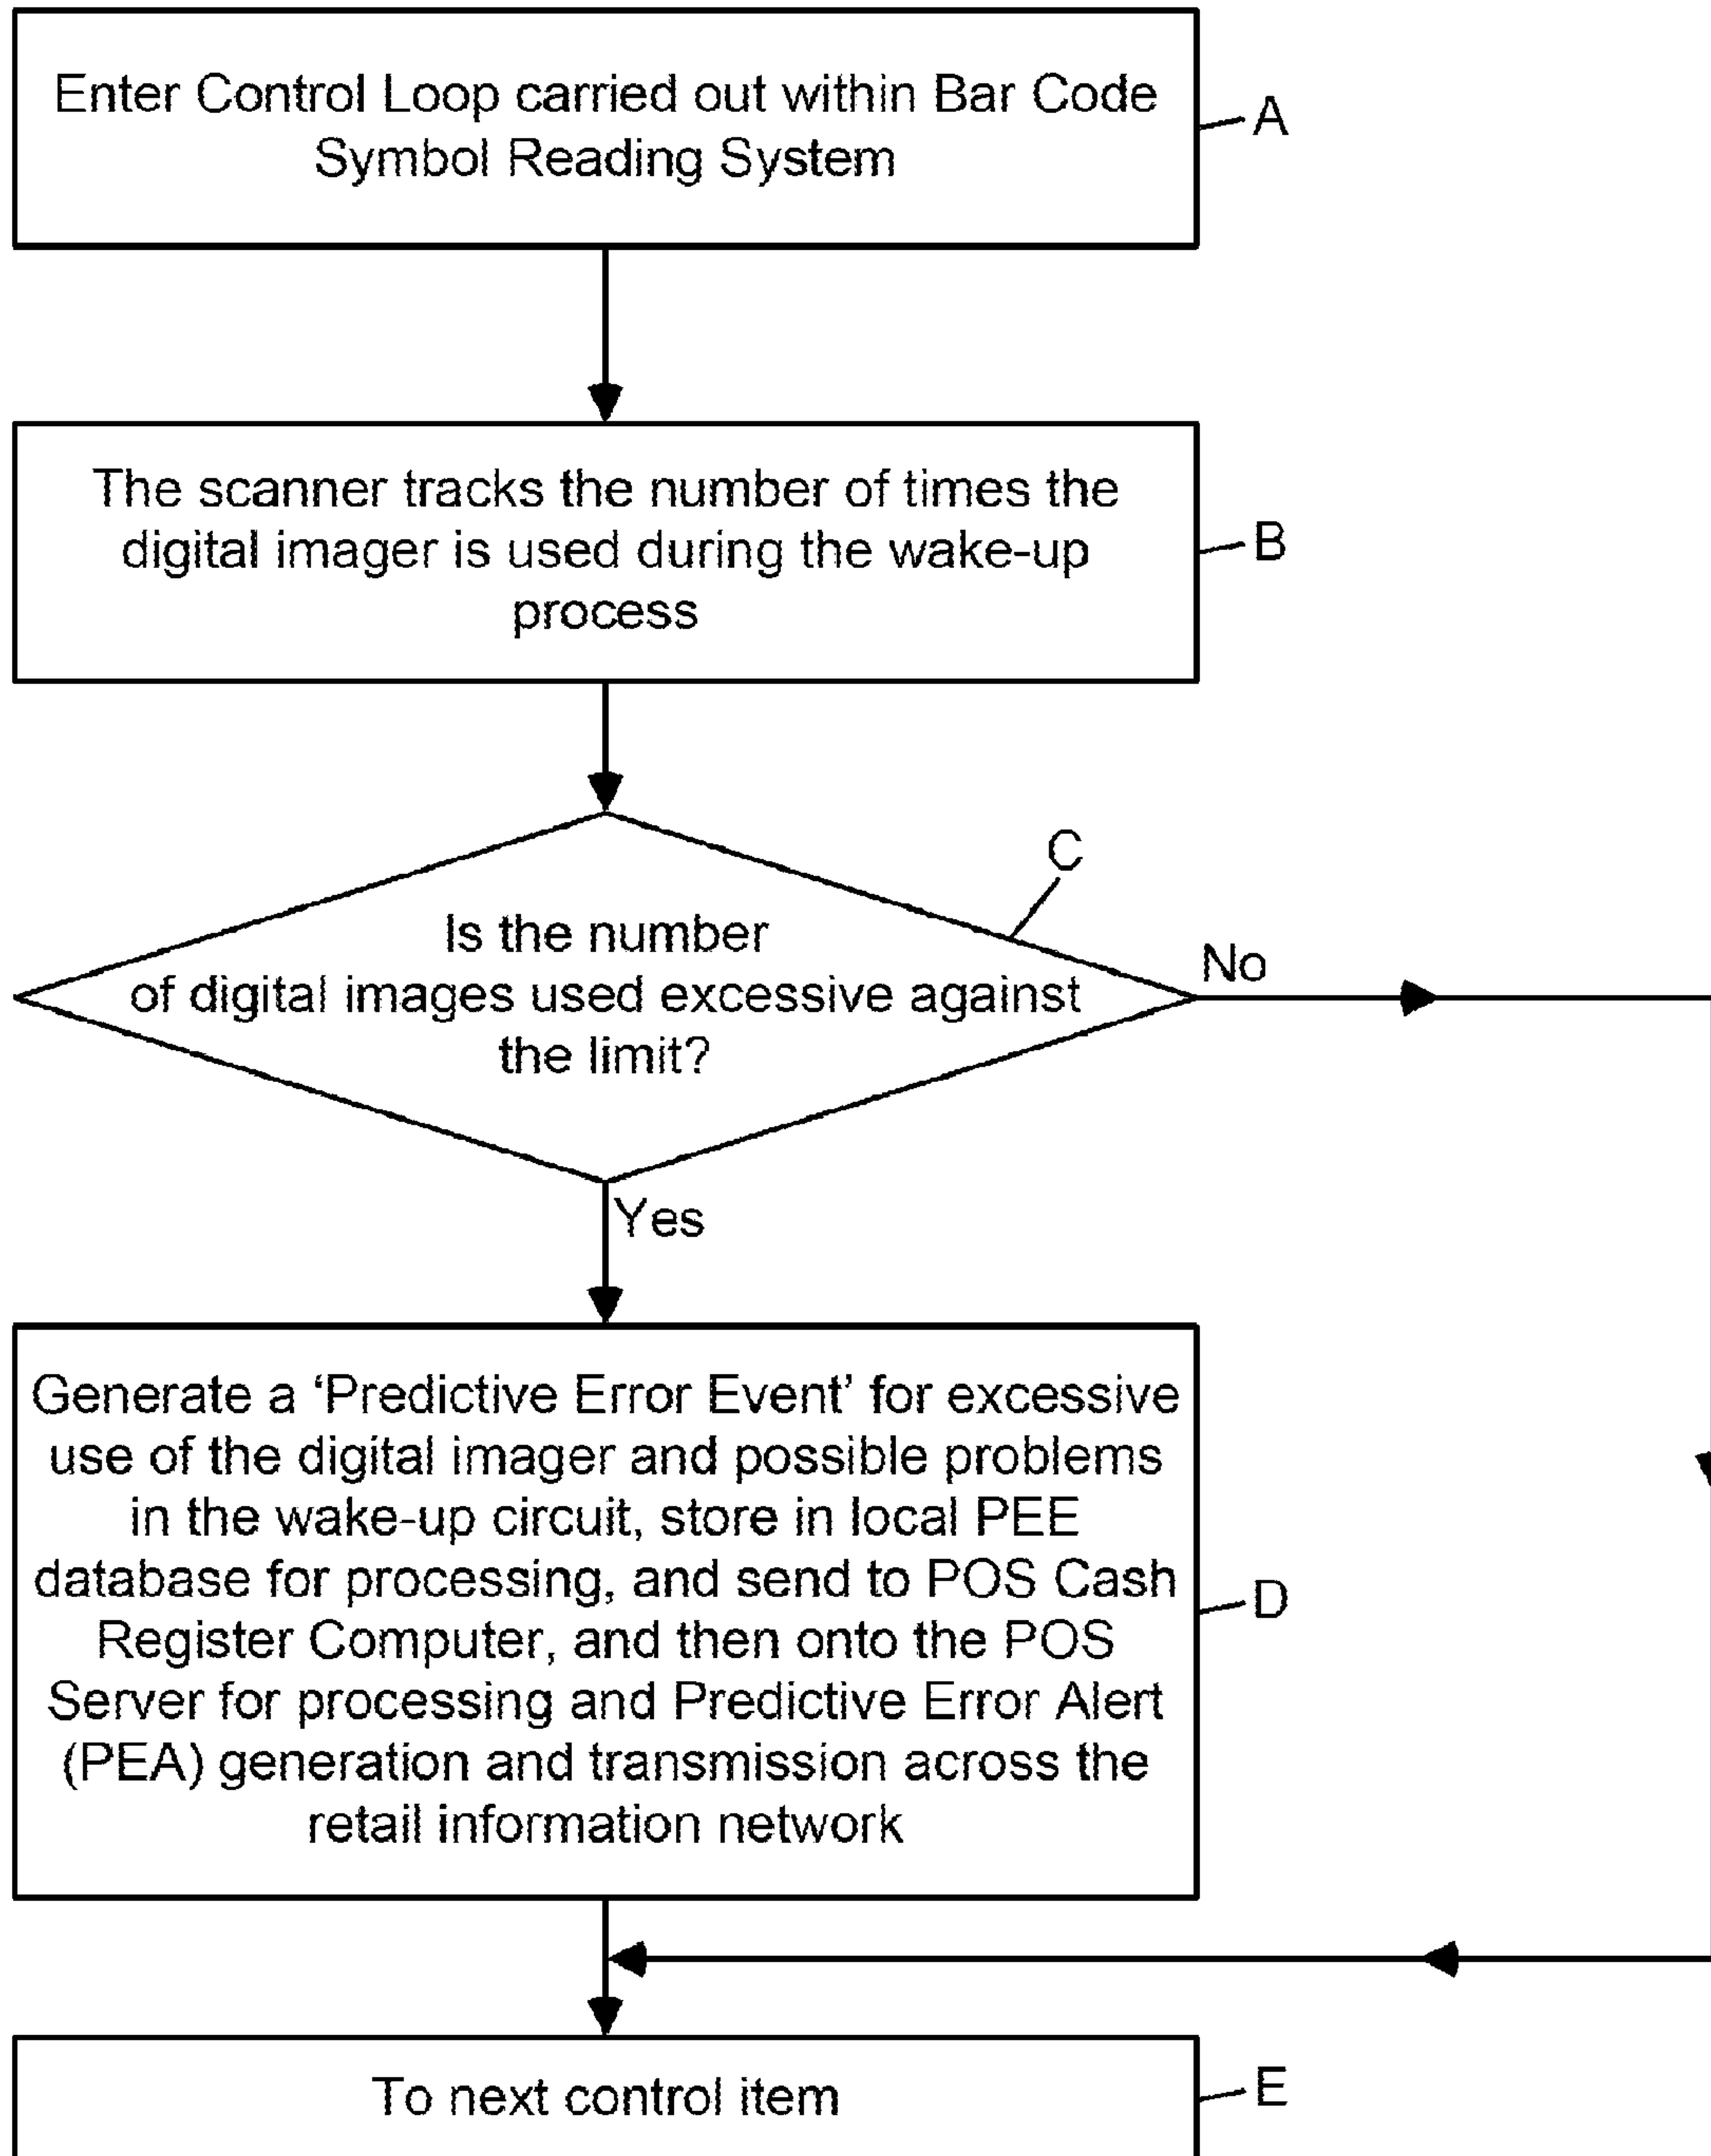 Enter Control Loop carried out within Bar Code
Symbol Reading System
A
The scanner tracks the number of times the
digital imager is used during the wake-up
process
B
C
Is the number
of digital images used excessive against
the limit?
No
Yes
Generate a ‘Predictive Error Event’ for excessive
use of the digital imager and possible problems
in the wake-up circuit, store in local PEE
database for processing, and send to POS Cash
Register Computer, and then onto the POS
Server for processing and Predictive Error Alert
(PEA) generation and transmission across the
retail information network
D
To next control item
E